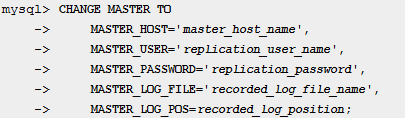 mysql> CHANGE MASTER TO
    ->     MASTER_HOST='master_host_name',
    ->     MASTER_USER='replication_user_name',
    ->     MASTER_PASSWORD='replication_password',
    ->     MASTER_LOG_FILE='recorded_log_file_name',
    ->     MASTER_LOG_POS=recorded_log_position;